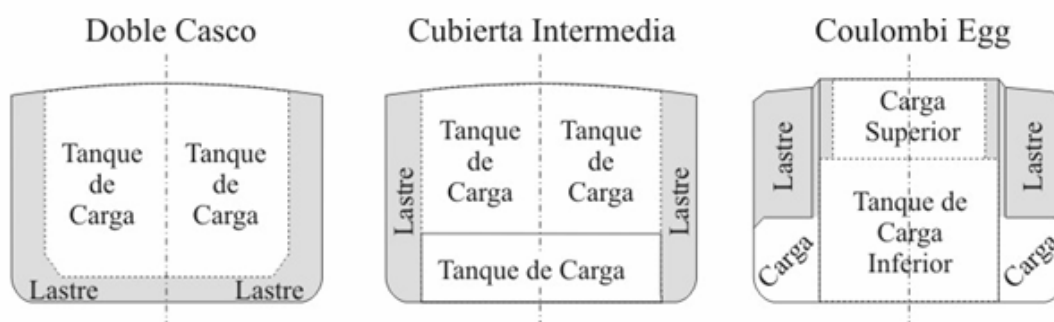 Doble Casco
Tanque
de
Carga
Tanque
de
Carga
Lastre
Lastre
Cubierta Intermedia
Tanque
de
Carga
Tanque
de
Carga
Lastre
Lastre
Tanque de Carga
Coulombi Egg
Carga
Superior
Lastre
Lastre
Tanque de
Carga
Inferior
Carga
Carga